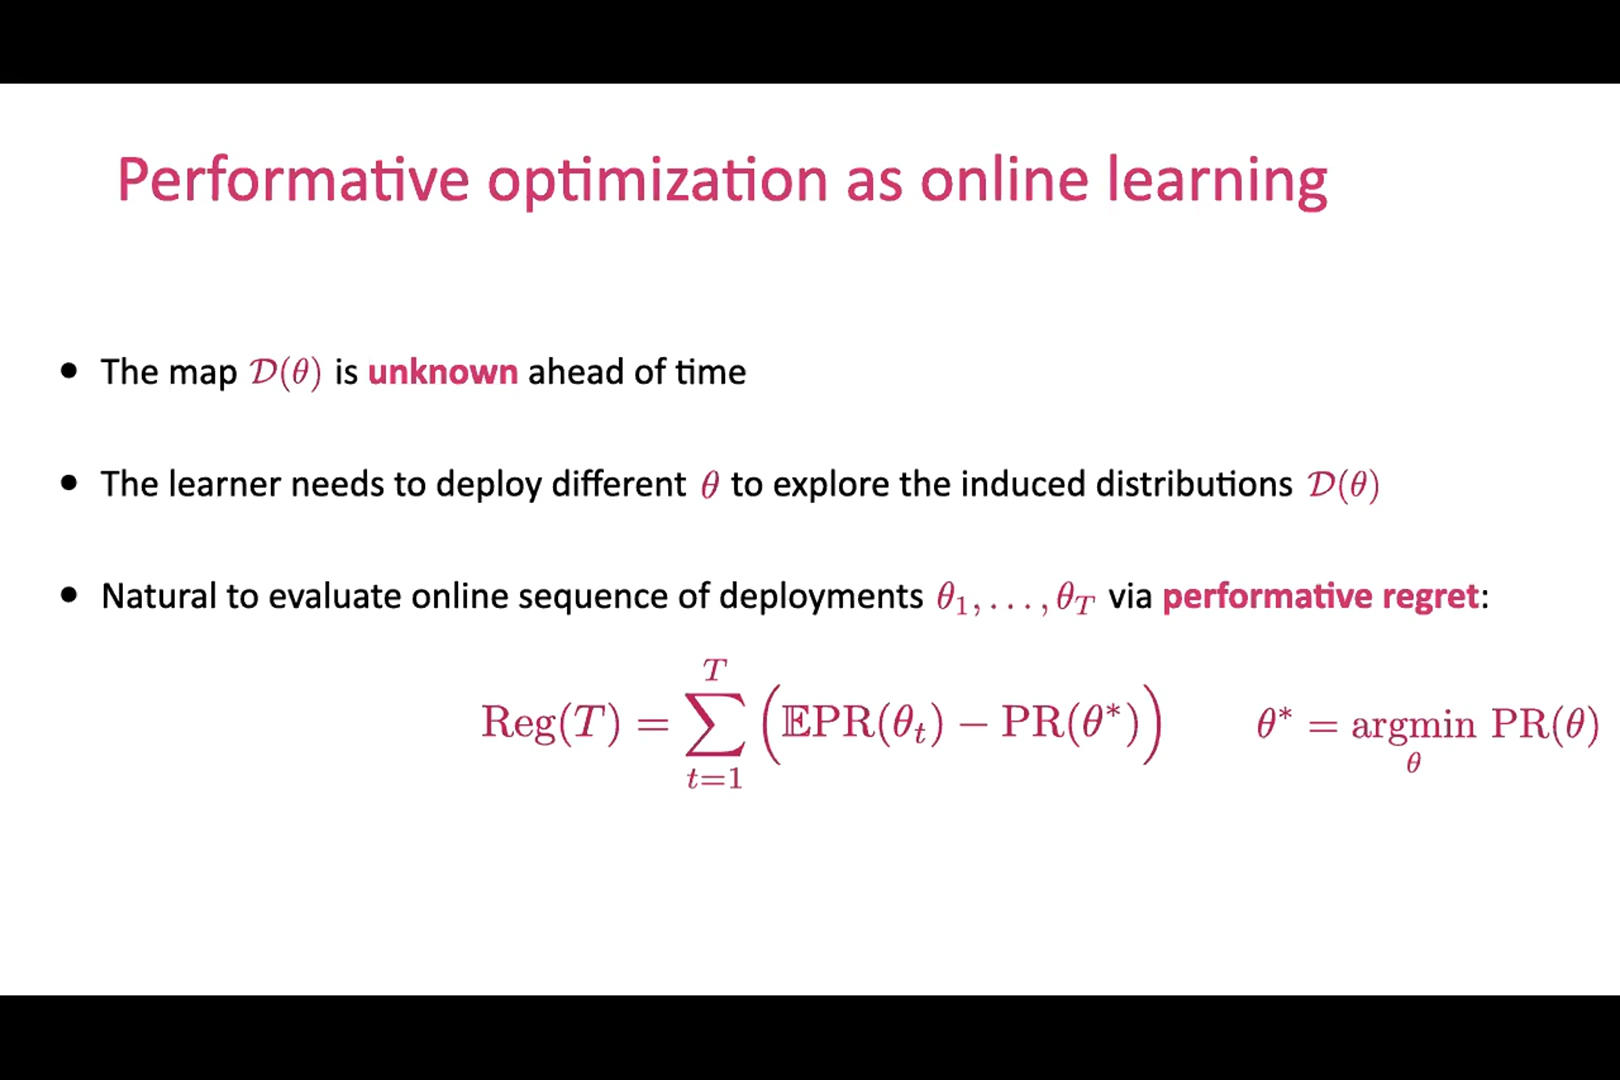 Performative optimization as online learning
• The map 𝒟(θ) is unknown ahead of time
• The learner needs to deploy different θ to explore the induced distributions 𝒟(θ)
• Natural to evaluate online sequence of deployments θ₁, . . . , θ_T via performative regret:
Reg(T) = ∑_{t=1}^{T} (𝔼PR(θ_t) − PR(θ*))   θ* = argmin_θ PR(θ)